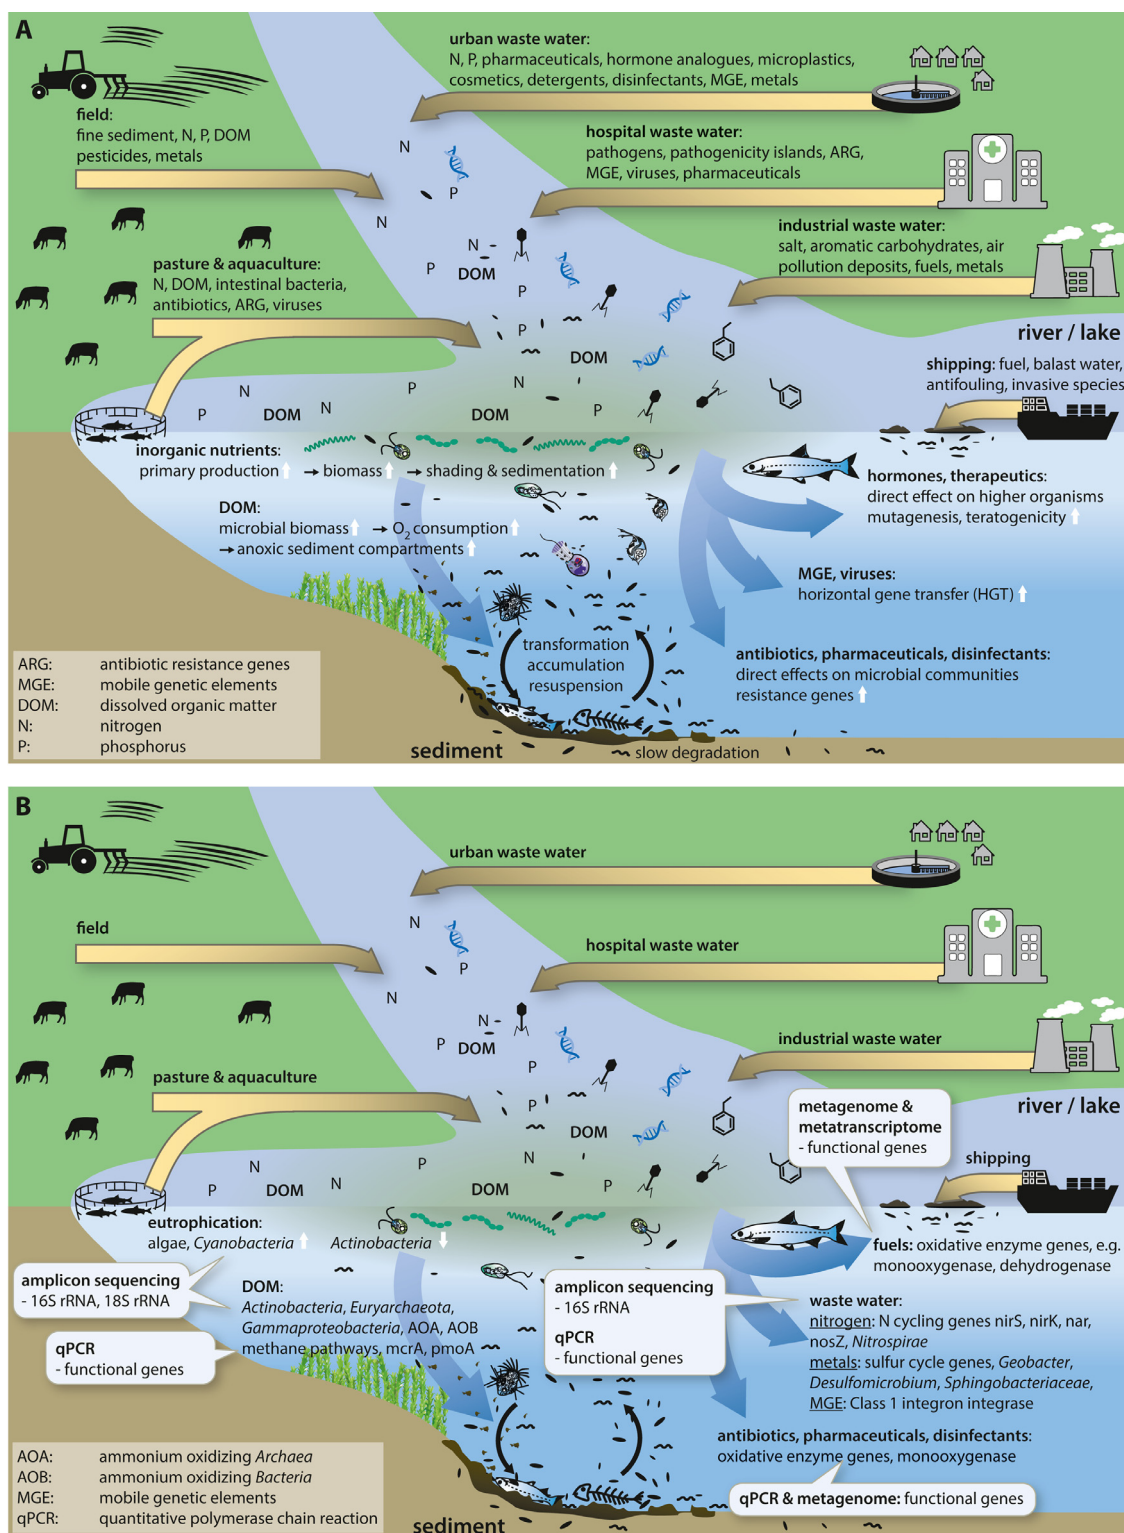 A
urban waste water:
N, P, pharmaceuticals, hormone analogues, microplastics,
cosmetics, detergents, disinfectants, MGE, metals
field:
fine sediment, N, P, DOM
pesticides, metals
hospital waste water:
pathogens, pathogenicity islands, ARG,
MGE, viruses, pharmaceuticals
N
P
N
industrial waste water:
salt, aromatic carbohydrates, air
pollution deposits, fuels, metals
pasture & aquaculture:
N, DOM, intestinal bacteria,
antibiotics, ARG, viruses
N
P
DOM
P
P
DOM
river / lake
shipping: fuel, balast water,
antifouling, invasive species
N
P
N
P
DOM
N
DOM
P
inorganic nutrients:
primary production → biomass → shading & sedimentation
hormones, therapeutics:
direct effect on higher organisms
mutagenesis, teratogenicity
DOM:
microbial biomass → O2 consumption
→ anoxic sediment compartments
MGE, viruses:
horizontal gene transfer (HGT)
transformation
accumulation
resuspension
antibiotics, pharmaceuticals, disinfectants:
direct effects on microbial communities
resistance genes
ARG: antibiotic resistance genes
MGE: mobile genetic elements
DOM: dissolved organic matter
N: nitrogen
P: phosphorus
sediment
slow degradation
B
urban waste water
field
hospital waste water
N
P
N
industrial waste water
pasture & aquaculture
N
P
DOM
P
P
DOM
metagenome &
metatranscriptome
- functional genes
river / lake
shipping
N
P
N
P
DOM
N
DOM
P
eutrophication:
algae, Cyanobacteria
Actinobacteria
fuels: oxidative enzyme genes, e.g.
monooxygenase, dehydrogenase
amplicon sequencing
- 16S rRNA, 18S rRNA
DOM:
Actinobacteria, Euryarchaeota,
Gammaproteobacteria, AOA, AOB
methane pathways, mcrA, pmoA
qPCR
- functional genes
amplicon sequencing
- 16S rRNA
qPCR
- functional genes
waste water:
nitrogen: N cycling genes nirS, nirK, nar,
nosZ, Nitrospirae
metals: sulfur cycle genes, Geobacter,
Desulfomicrobium, Sphingobacteriaceae,
MGE: Class 1 integron integrase
antibiotics, pharmaceuticals, disinfectants:
oxidative enzyme genes, monooxygenase
qPCR & metagenome: functional genes
AOA: ammonium oxidizing Archaea
AOB: ammonium oxidizing Bacteria
MGE: mobile genetic elements
qPCR: quantitative polymerase chain reaction
sediment